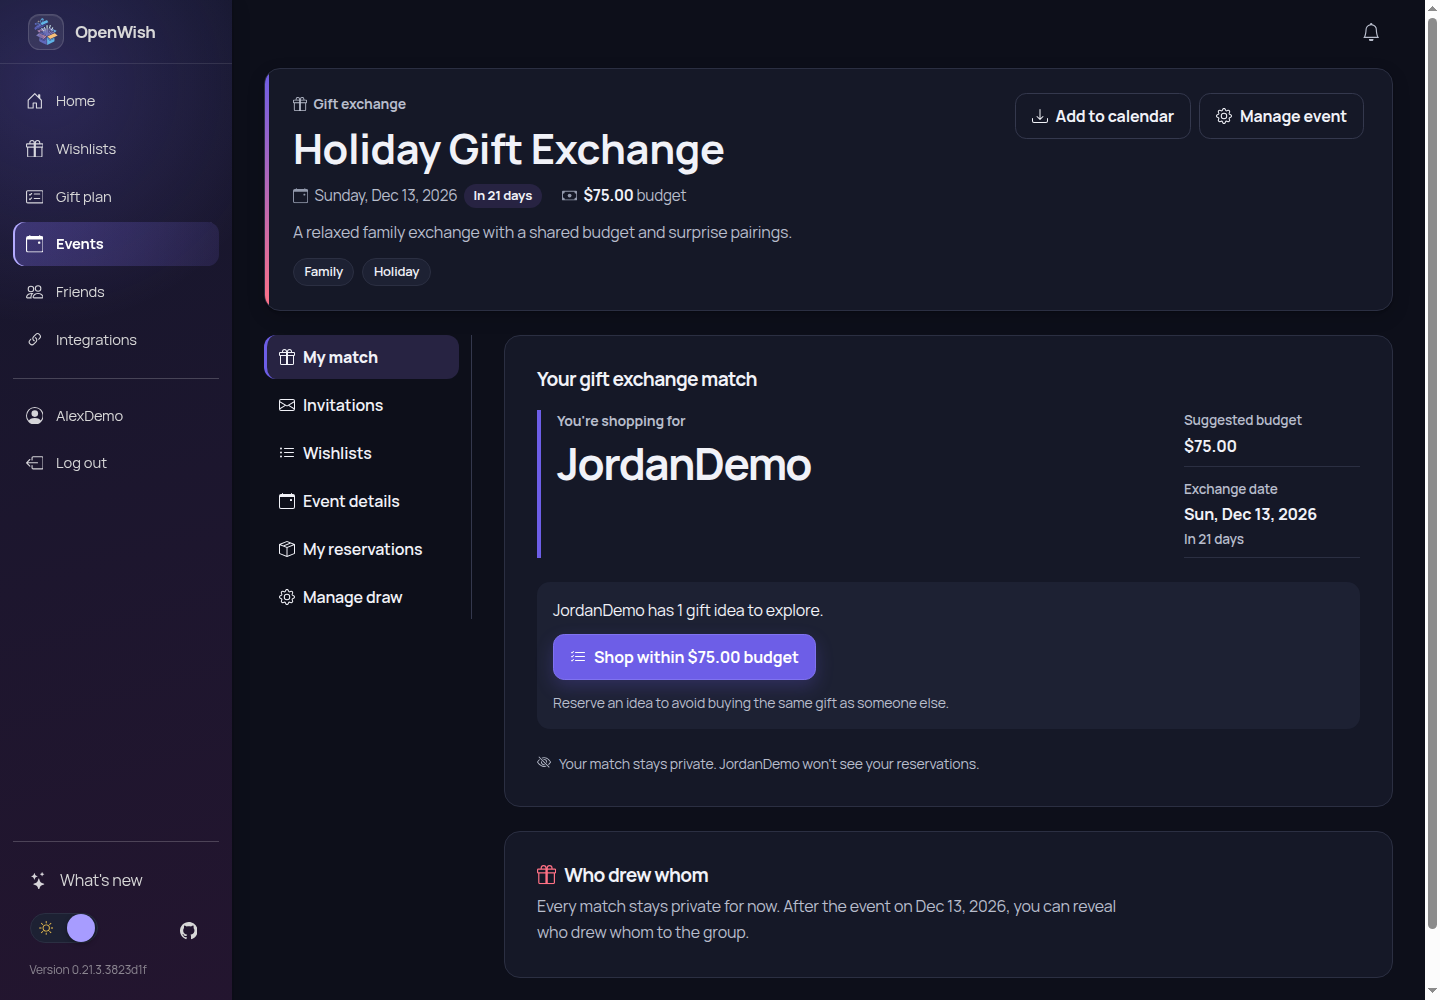 OpenWish
Home
Wishlists
Gift plan
Events
Friends
Integrations
AlexDemo
Log out
What's new
Version 0.21.3.3823d1f
Gift exchange
Holiday Gift Exchange
Sunday, Dec 13, 2026 In 21 days $75.00 budget
A relaxed family exchange with a shared budget and surprise pairings.
Family Holiday
Add to calendar
Manage event
My match
Invitations
Wishlists
Event details
My reservations
Manage draw
Your gift exchange match
You're shopping for
JordanDemo
Suggested budget
$75.00
Exchange date
Sun, Dec 13, 2026
In 21 days
JordanDemo has 1 gift idea to explore.
Shop within $75.00 budget
Reserve an idea to avoid buying the same gift as someone else.
Your match stays private. JordanDemo won't see your reservations.
Who drew whom
Every match stays private for now. After the event on Dec 13, 2026, you can reveal
who drew whom to the group.